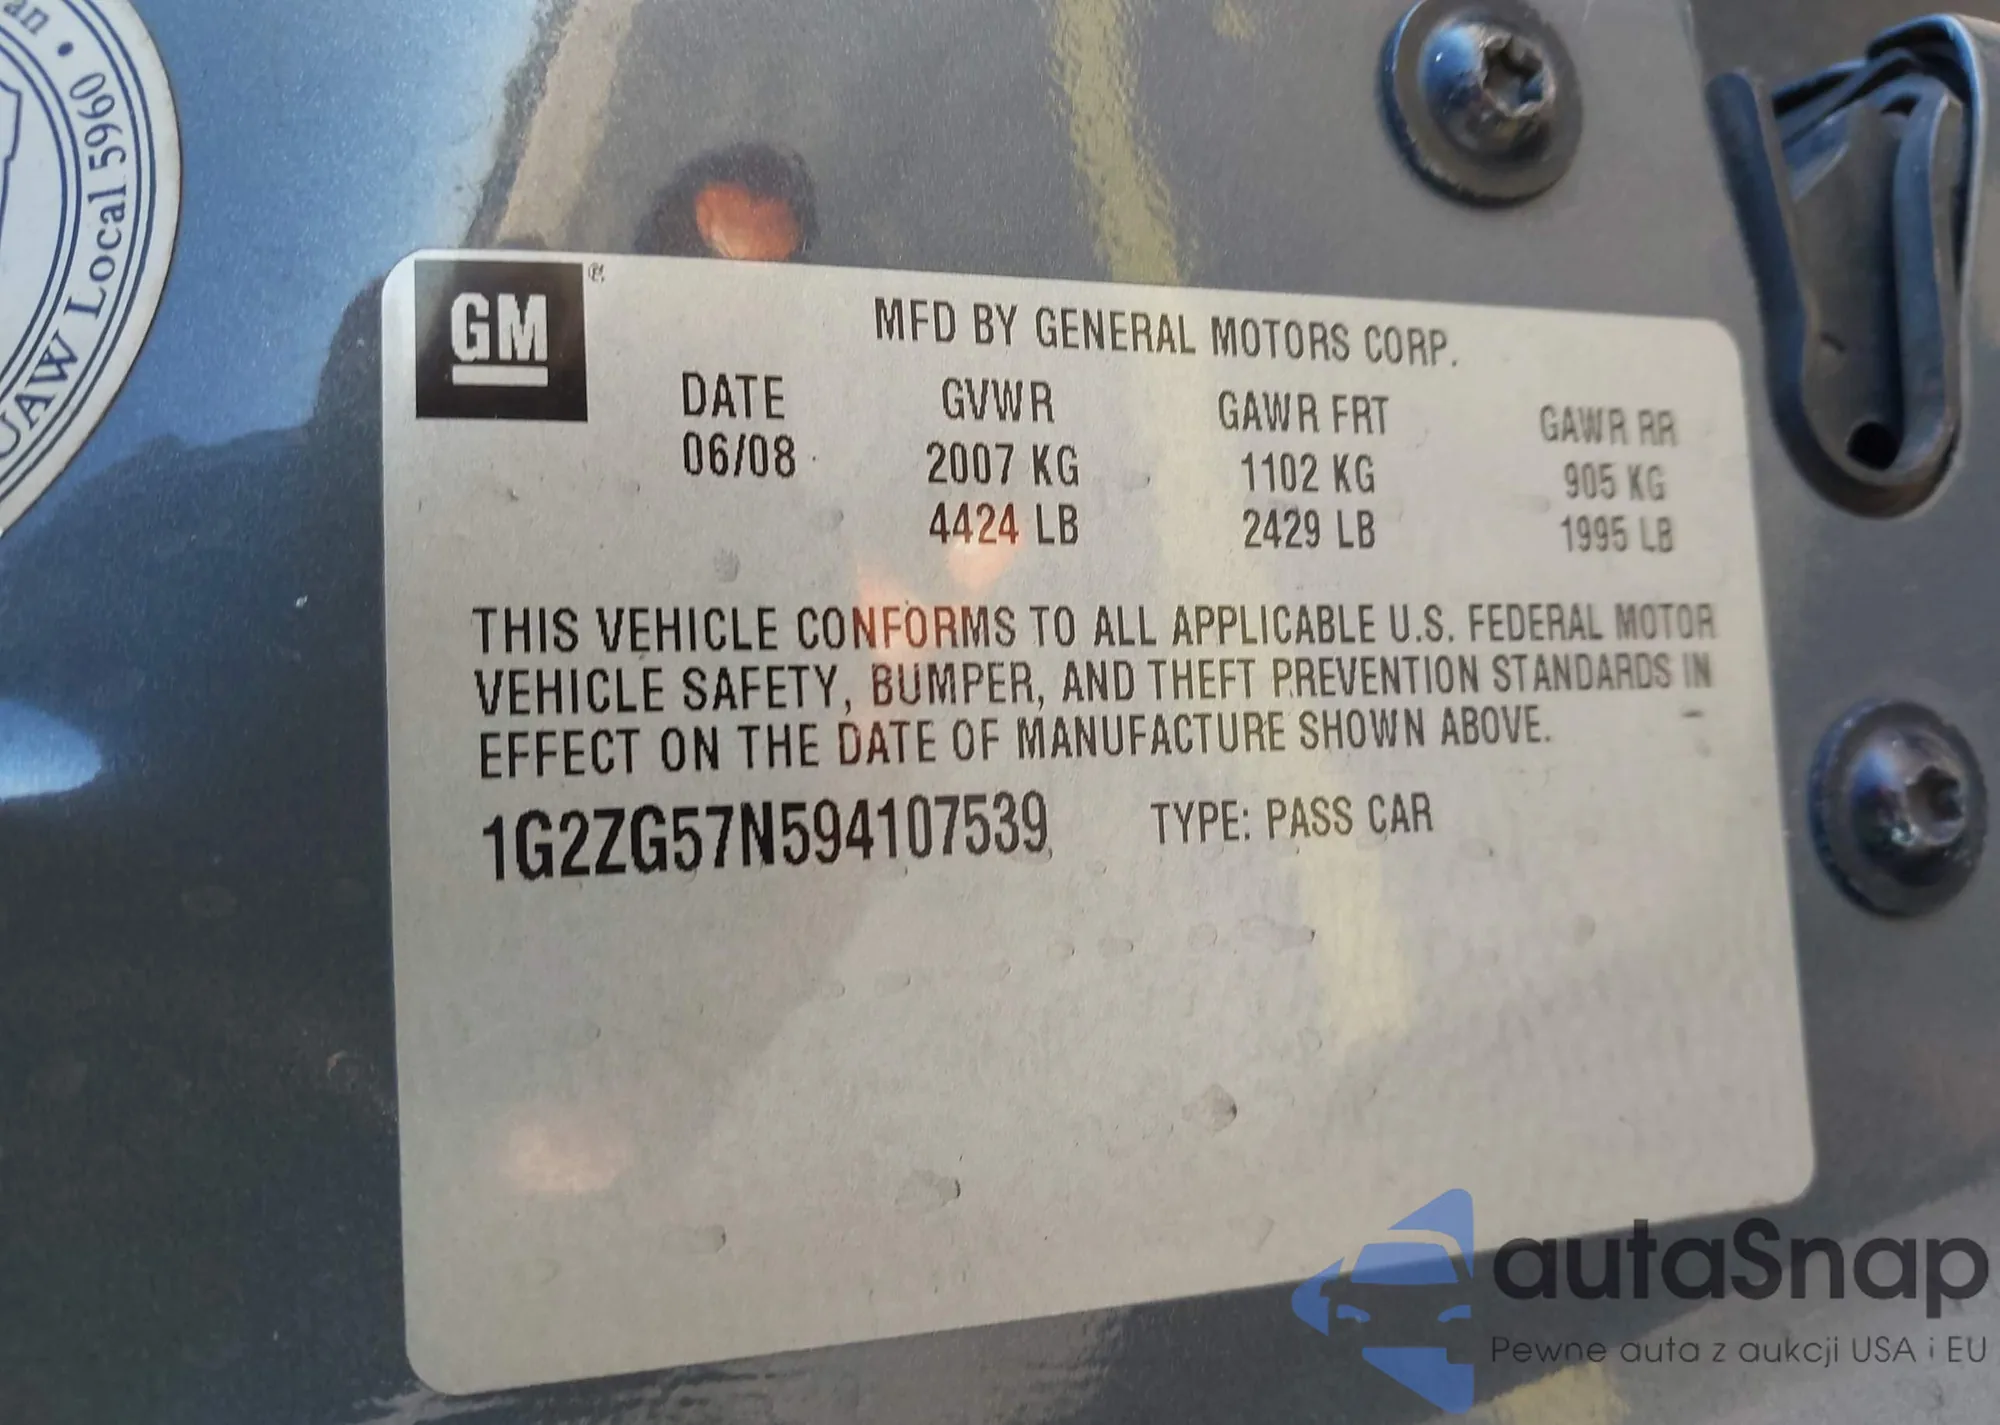 an • UAW Local 5960
GM
MFD BY GENERAL MOTORS CORP.
DATE GVWR GAWR FRT GAWR RR
06/08 2007 KG 1102 KG 905 KG
4424 LB 2429 LB 1995 LB
THIS VEHICLE CONFORMS TO ALL APPLICABLE U.S. FEDERAL MOTOR
VEHICLE SAFETY, BUMPER, AND THEFT PREVENTION STANDARDS IN
EFFECT ON THE DATE OF MANUFACTURE SHOWN ABOVE.
1G2ZG57N594107539 TYPE: PASS CAR
autaSnap
Pewne auta z aukcji USA i EU